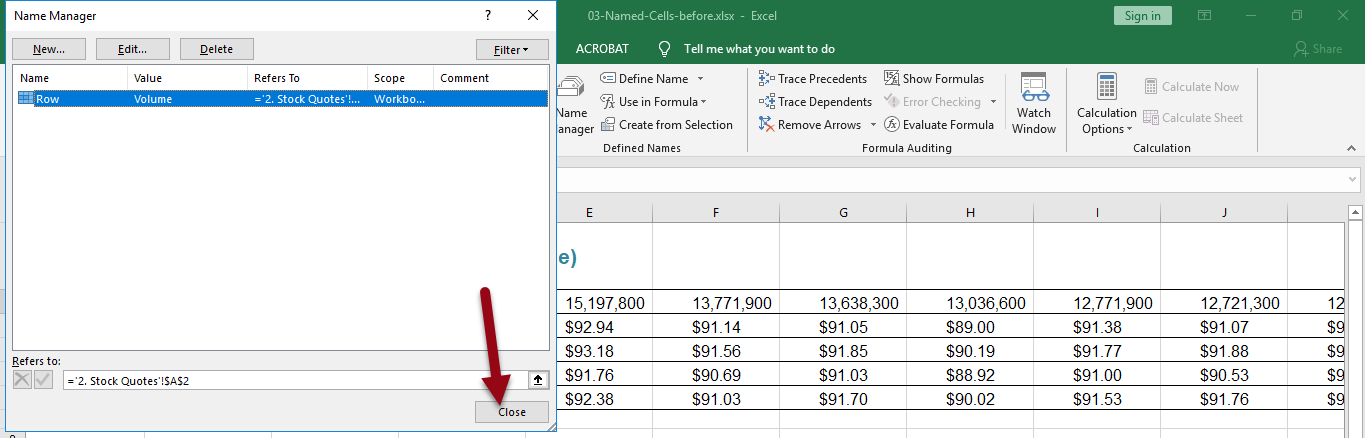 Name Manager ? ×
03-Named-Cells-before.xlsx - Excel
Sign in
New... Edit... Delete Filter
ACROBAT Tell me what you want to do Share
Name Value Refers To Scope Comment
Row Volume ='2. Stock Quotes'!... Workbo...
Define Name Trace Precedents Show Formulas Calculate Now
Name Use in Formula Trace Dependents Error Checking Watch Calculation
anager Create from Selection Remove Arrows Evaluate Formula Window Options Calculate Sheet
Defined Names Formula Auditing Calculation
E F G H I J
e)
15,197,800 13,771,900 13,638,300 13,036,600 12,771,900 12,721,300 12
$92.94 $91.14 $91.05 $89.00 $91.38 $91.07 $9
$93.18 $91.56 $91.85 $90.19 $91.77 $91.88 $9
$91.76 $90.69 $91.03 $88.92 $91.00 $90.53 $9
$92.38 $91.03 $91.70 $90.02 $91.53 $91.76 $9
Refers to:
='2. Stock Quotes'!$A$2
Close